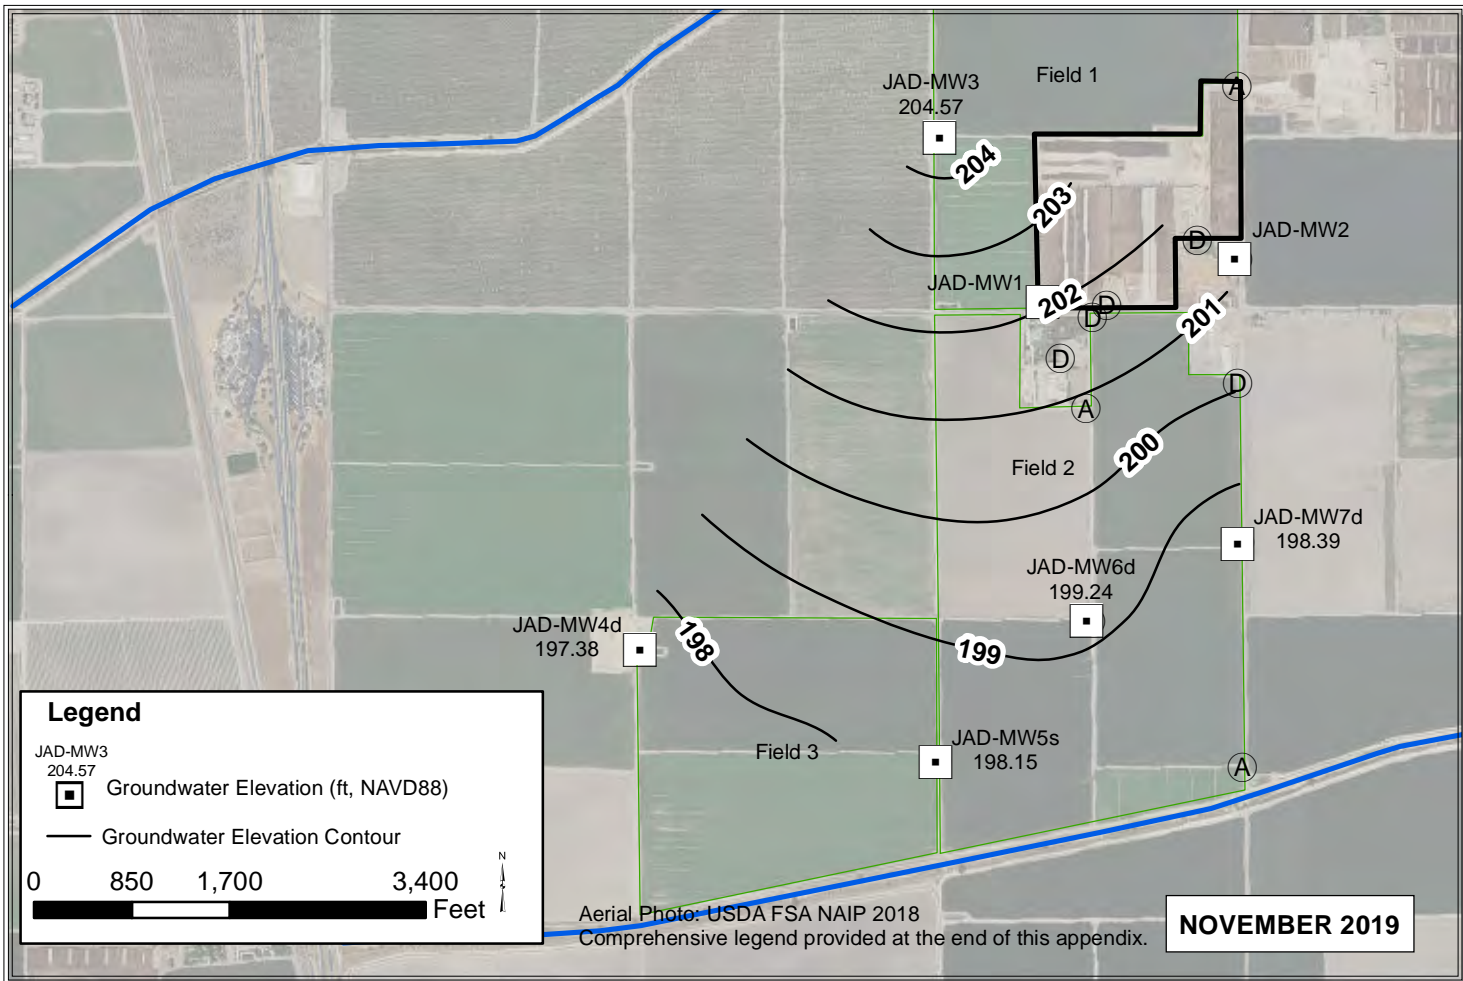 JAD-MW3
204.57
Field 1
A
204
203
D
JAD-MW2
JAD-MW1
202
D
D
201
D
D
A
200
Field 2
JAD-MW7d
198.39
JAD-MW6d
199.24
JAD-MW4d
197.38
198
199
JAD-MW5s
198.15
Field 3
A
Legend
JAD-MW3
204.57
Groundwater Elevation (ft, NAVD88)
Groundwater Elevation Contour
N
0 850 1,700 3,400
Feet
Aerial Photo: USDA FSA NAIP 2018
Comprehensive legend provided at the end of this appendix.
NOVEMBER 2019